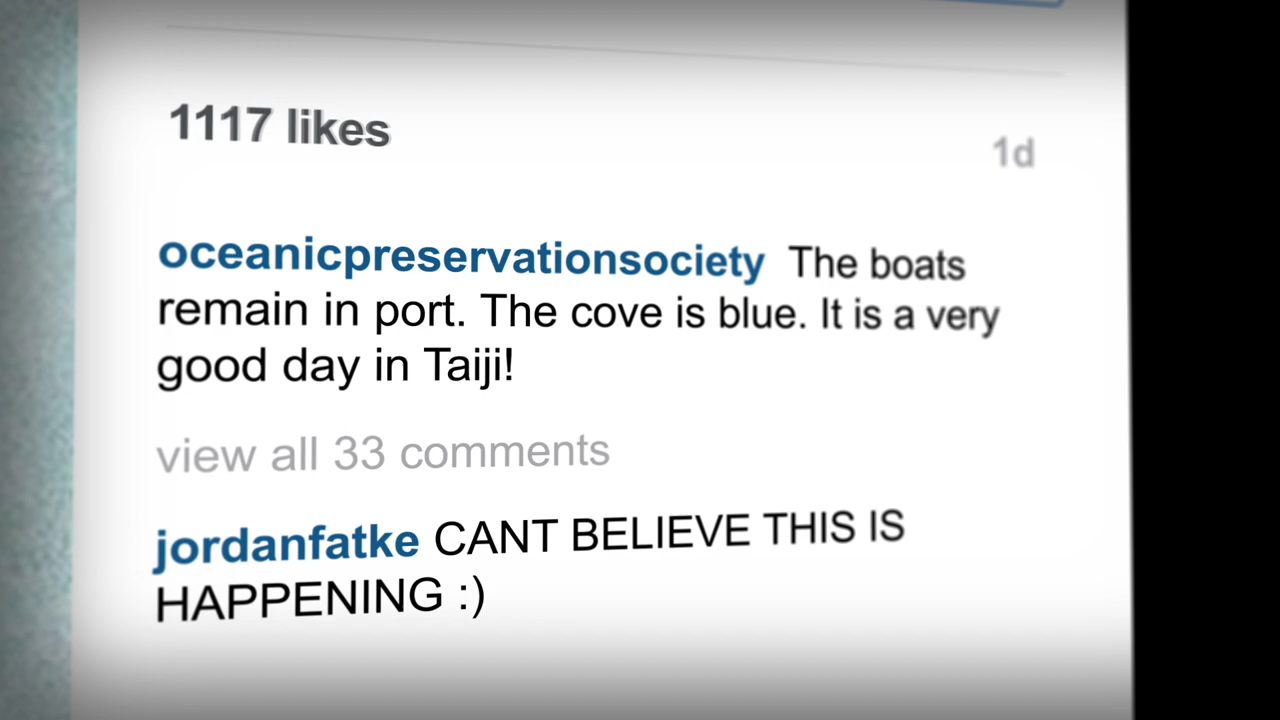 1117 likes
1d
oceanicpreservationsociety The boats
remain in port. The cove is blue. It is a very
good day in Taiji!
view all 33 comments
jordanfatke CANT BELIEVE THIS IS
HAPPENING :)